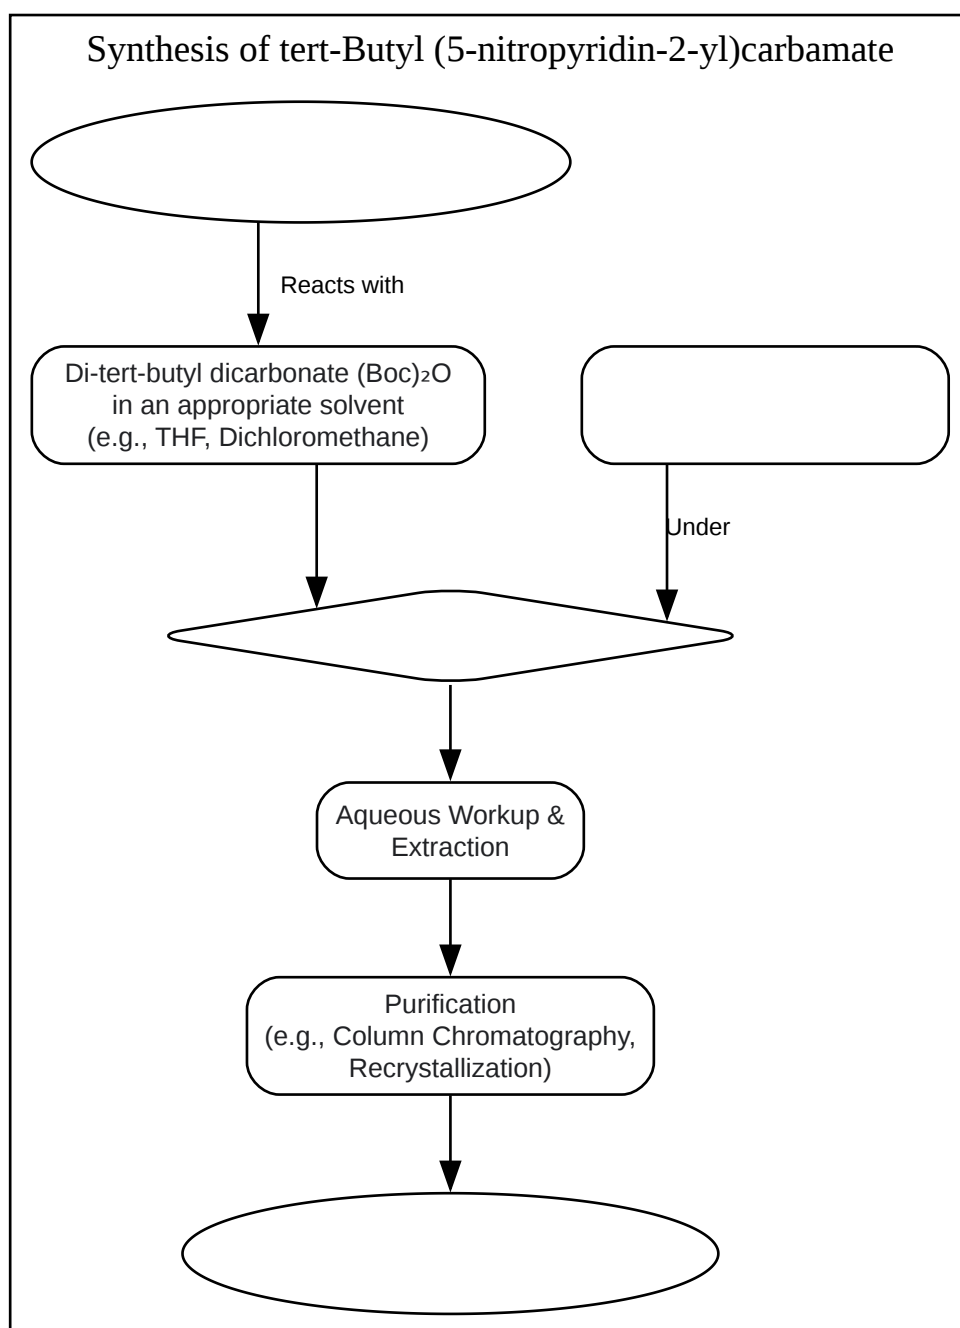 Synthesis of tert-Butyl (5-nitropyridin-2-yl)carbamate
Reacts with
Di-tert-butyl dicarbonate (Boc)₂O
in an appropriate solvent
(e.g., THF, Dichloromethane)
Under
Aqueous Workup &
Extraction
Purification
(e.g., Column Chromatography,
Recrystallization)